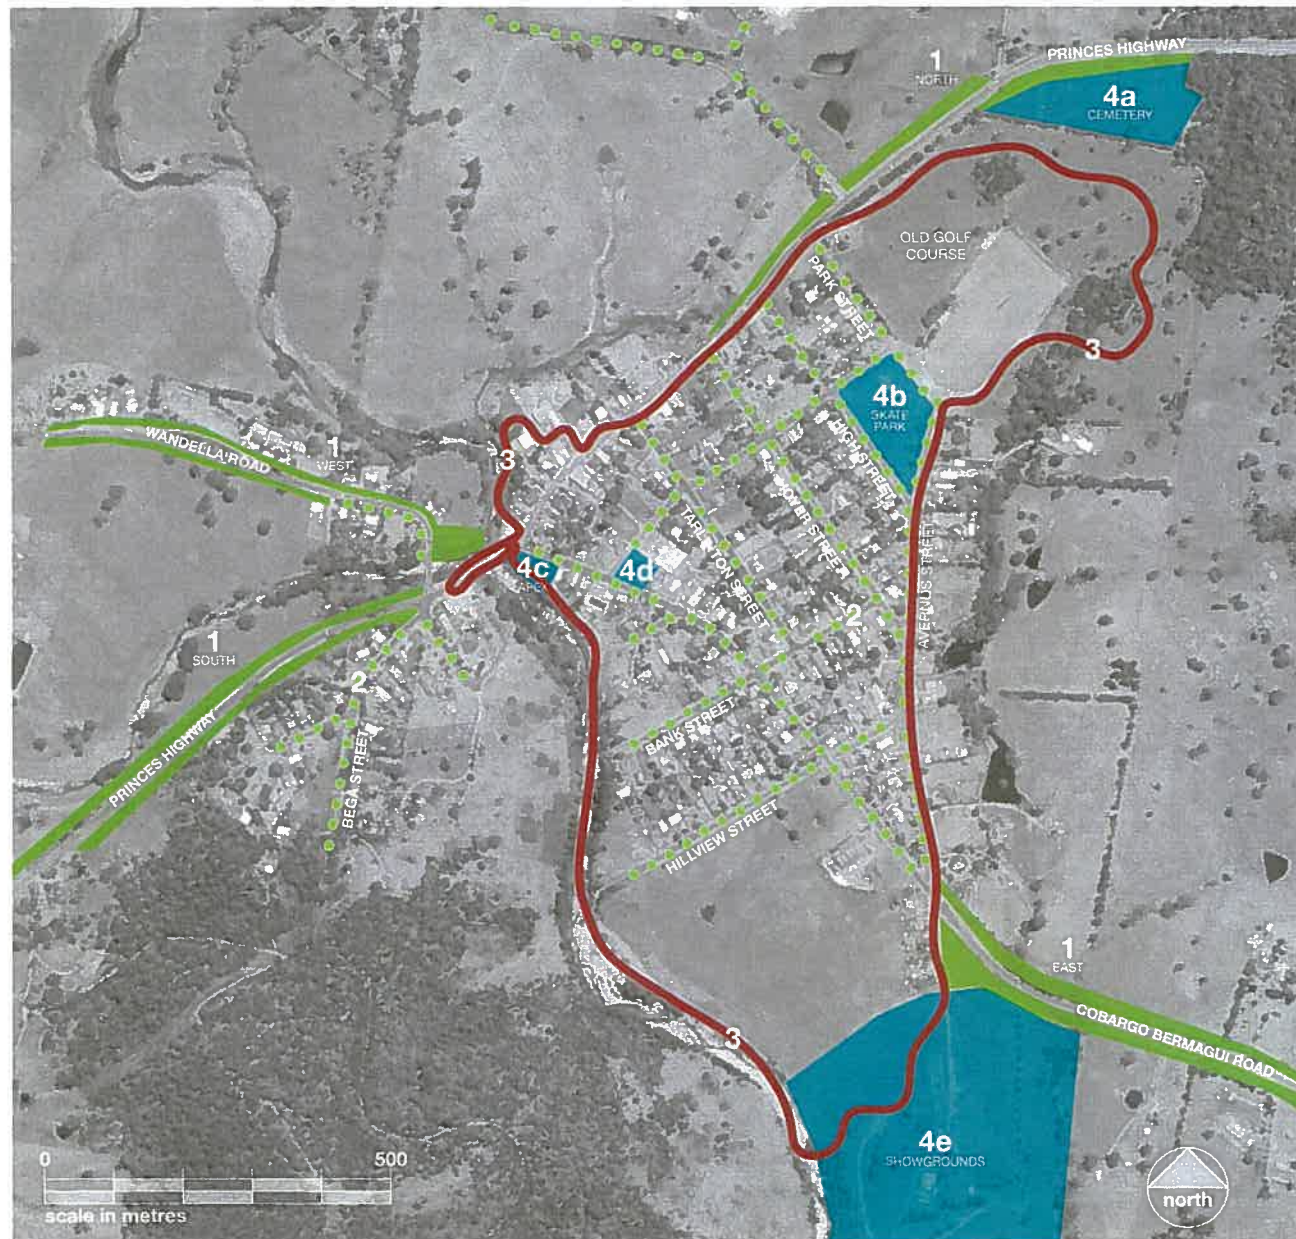 PRINCES HIGHWAY
1
NORTH
4a
CEMETERY
OLD GOLF
COURSE
PARK STREET
3
4b
SKATE
PARK
HIGH STREET
WANDELLA ROAD
1
WEST
3
TARLINTON STREET
STREET
4c
4d
AVERNUS STREET
2
1
SOUTH
2
PRINCES HIGHWAY
BEGA STREET
BANK STREET
HILLVIEW STREET
1
EAST
COBARGO BERMAGUI ROAD
3
4e
SHOWGROUNDS
0 500
scale in metres
north